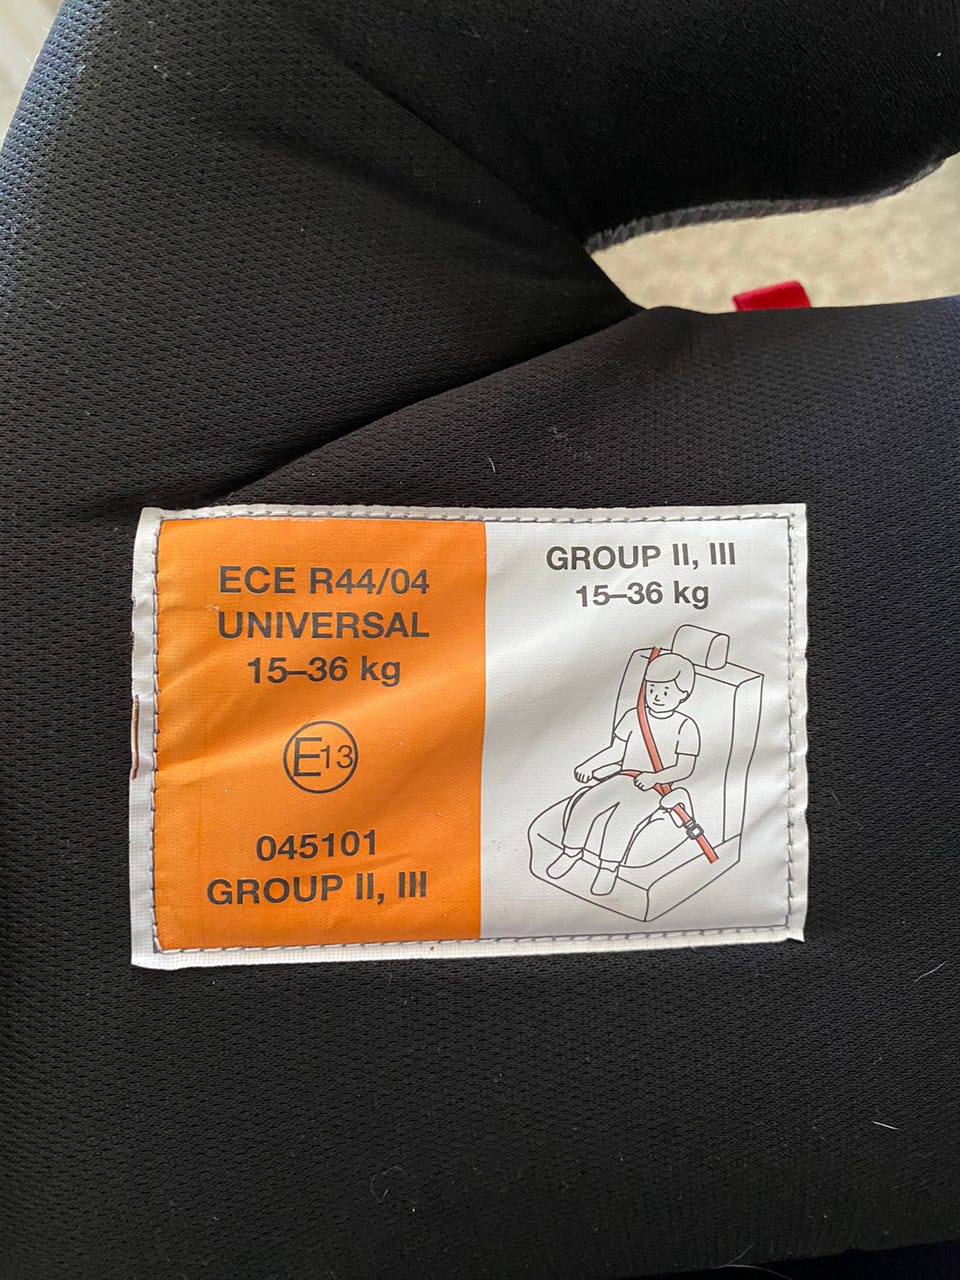 ECE R44/04
UNIVERSAL
15–36 kg
E13
045101
GROUP II, III
GROUP II, III
15–36 kg